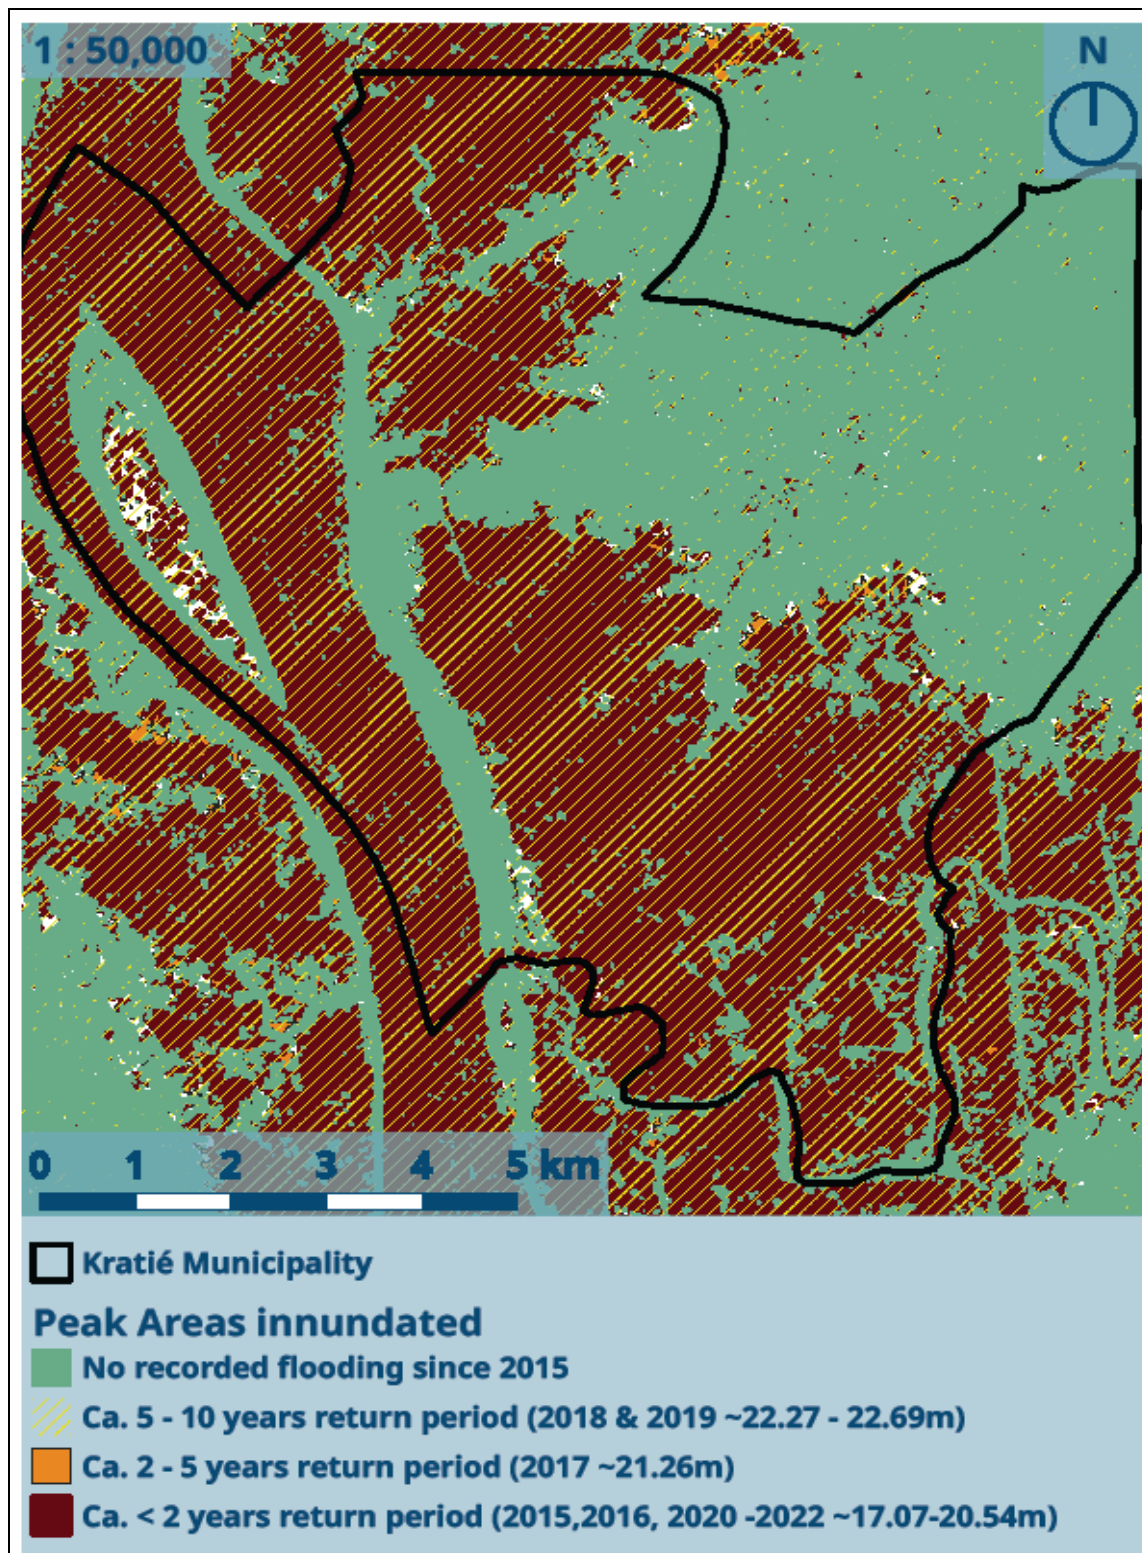 1 : 50,000
N
0 1 2 3 4 5 km
Kratié Municipality
Peak Areas innundated
No recorded flooding since 2015
Ca. 5 - 10 years return period (2018 & 2019 ~22.27 - 22.69m)
Ca. 2 - 5 years return period (2017 ~21.26m)
Ca. < 2 years return period (2015,2016, 2020 -2022 ~17.07-20.54m)